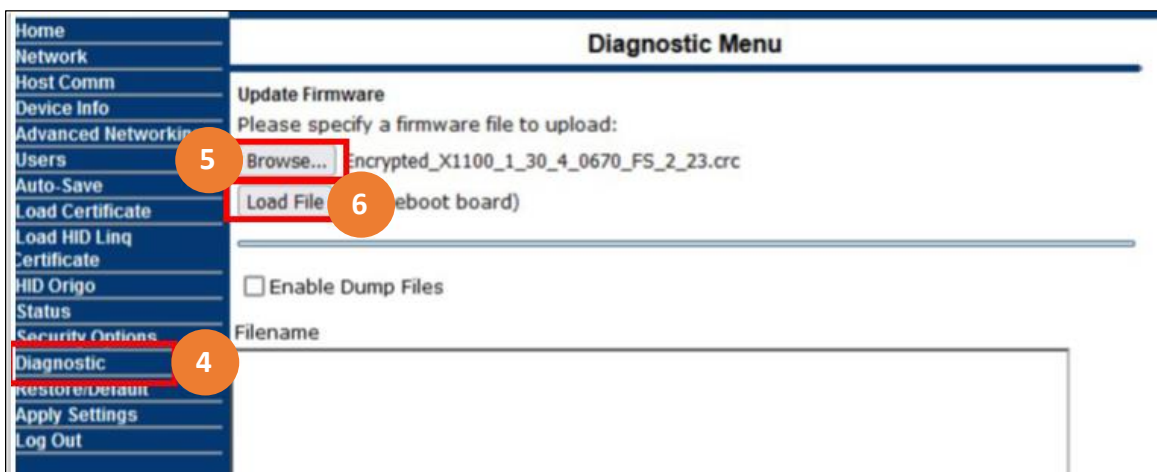 Home
Network
Host Comm
Device Info
Advanced Networking
Users
Auto-Save
Load Certificate
Load HID Linq
Certificate
HID Origo
Status
Security Options
Diagnostic
4
Restore/Default
Apply Settings
Log Out
Diagnostic Menu
Update Firmware
Please specify a firmware file to upload:
5
Browse... Encrypted_X1100_1_30_4_0670_FS_2_23.crc
Load File 6 eboot board)
Enable Dump Files
Filename